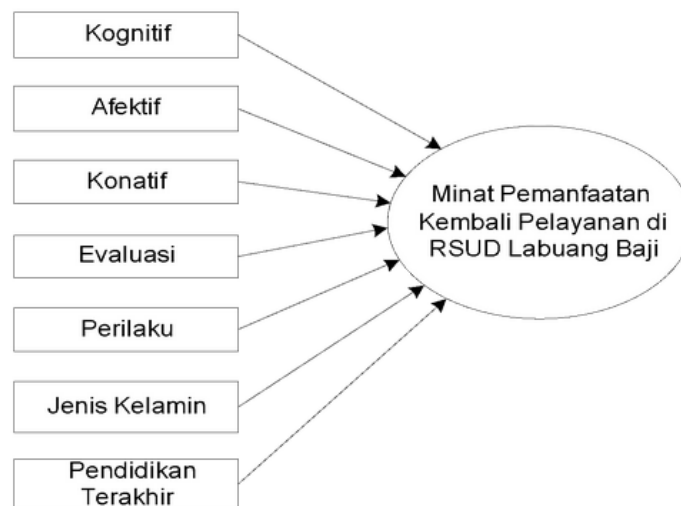 Kognitif
Afektif
Konatif
Evaluasi
Perilaku
Jenis Kelamin
Pendidikan
Terakhir
Minat Pemanfaatan
Kembali Pelayanan di
RSUD Labuang Baji